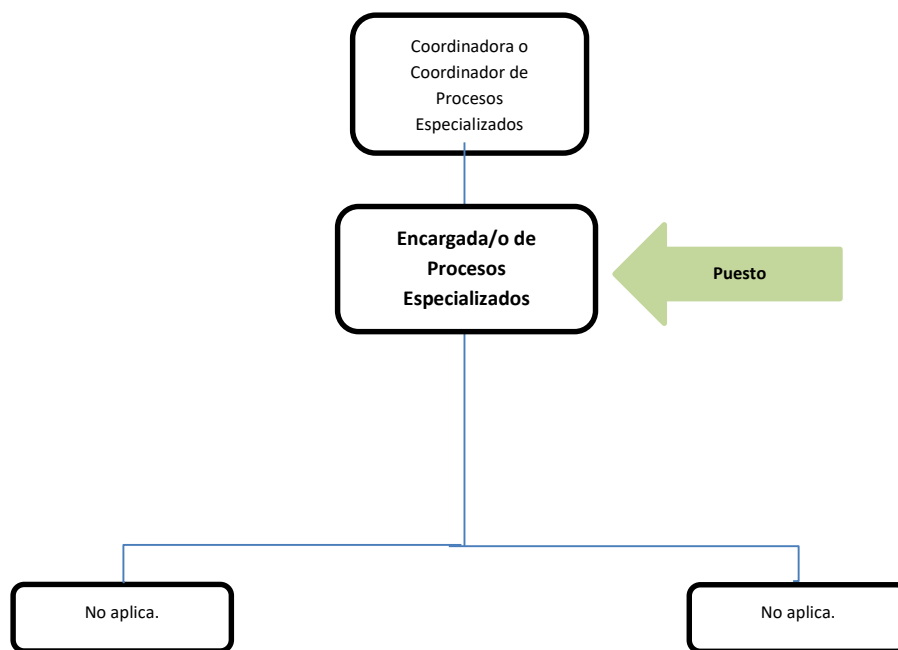 Coordinadora o
Coordinador de
Procesos
Especializados
Encargada/o de
Procesos
Especializados
Puesto
No aplica.
No aplica.